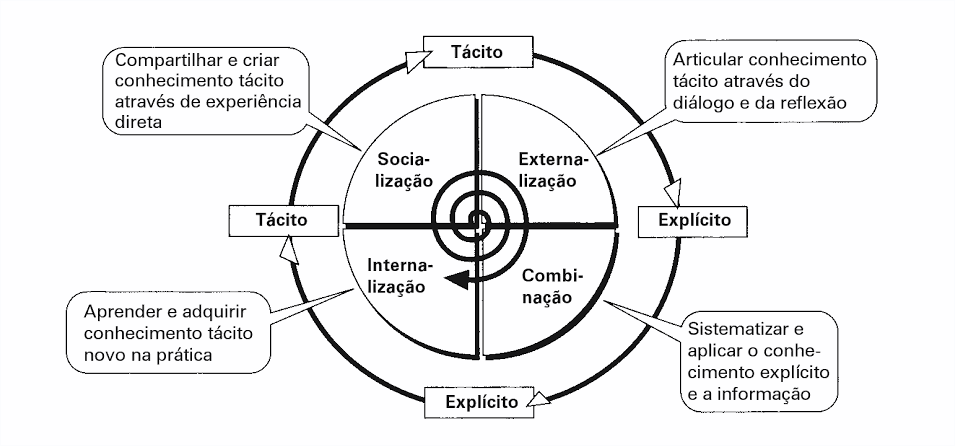 Tácito
Compartilhar e criar
conhecimento tácito
através de experiência
direta
Articular conhecimento
tácito através do
diálogo e da reflexão
Socia-
lização
Externa-
lização
Tácito
Explícito
Interna-
lização
Combi-
nação
Aprender e adquirir
conhecimento tácito
novo na prática
Sistematizar e
aplicar o conhe-
cimento explícito
e a informação
Explícito